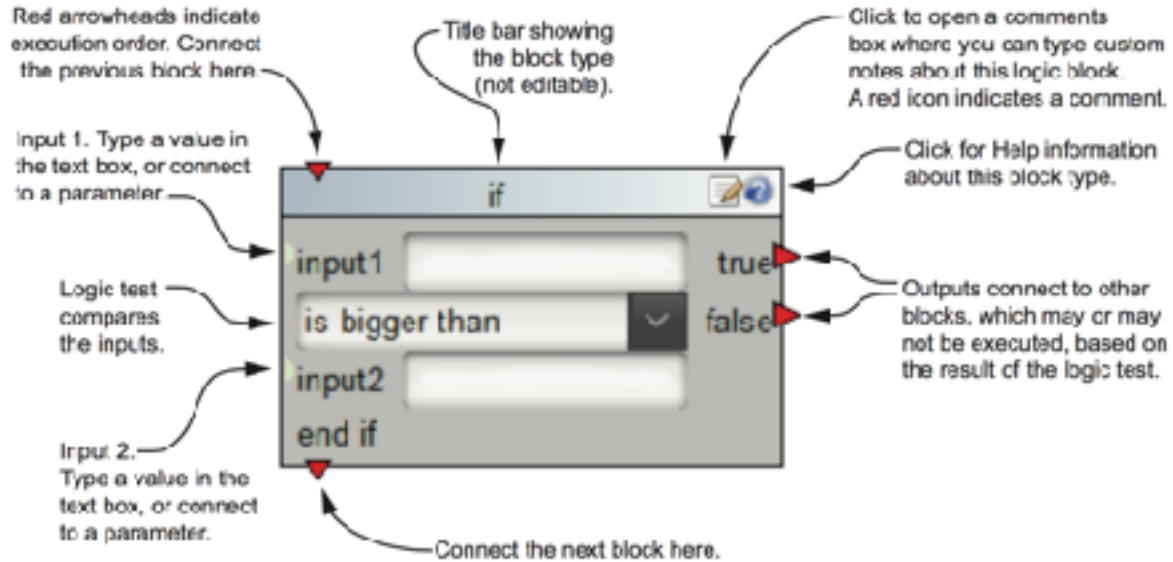 Red arrowheads indicate
execution order. Connect
the previous block here.
Title bar showing
the block type
(not editable).
Click to open a comments
box where you can type custom
notes about this logic block.
A red icon indicates a comment.
Input 1. Type a value in
the text box, or connect
to a parameter.
Click for Help information
about this block type.
if
input1
true
is bigger than
false
input2
end if
Logic test
compares
the inputs.
Outputs connect to other
blocks, which may or may
not be executed, based on
the result of the logic test.
Input 2.
Type a value in the
text box, or connect
to a parameter.
Connect the next block here.